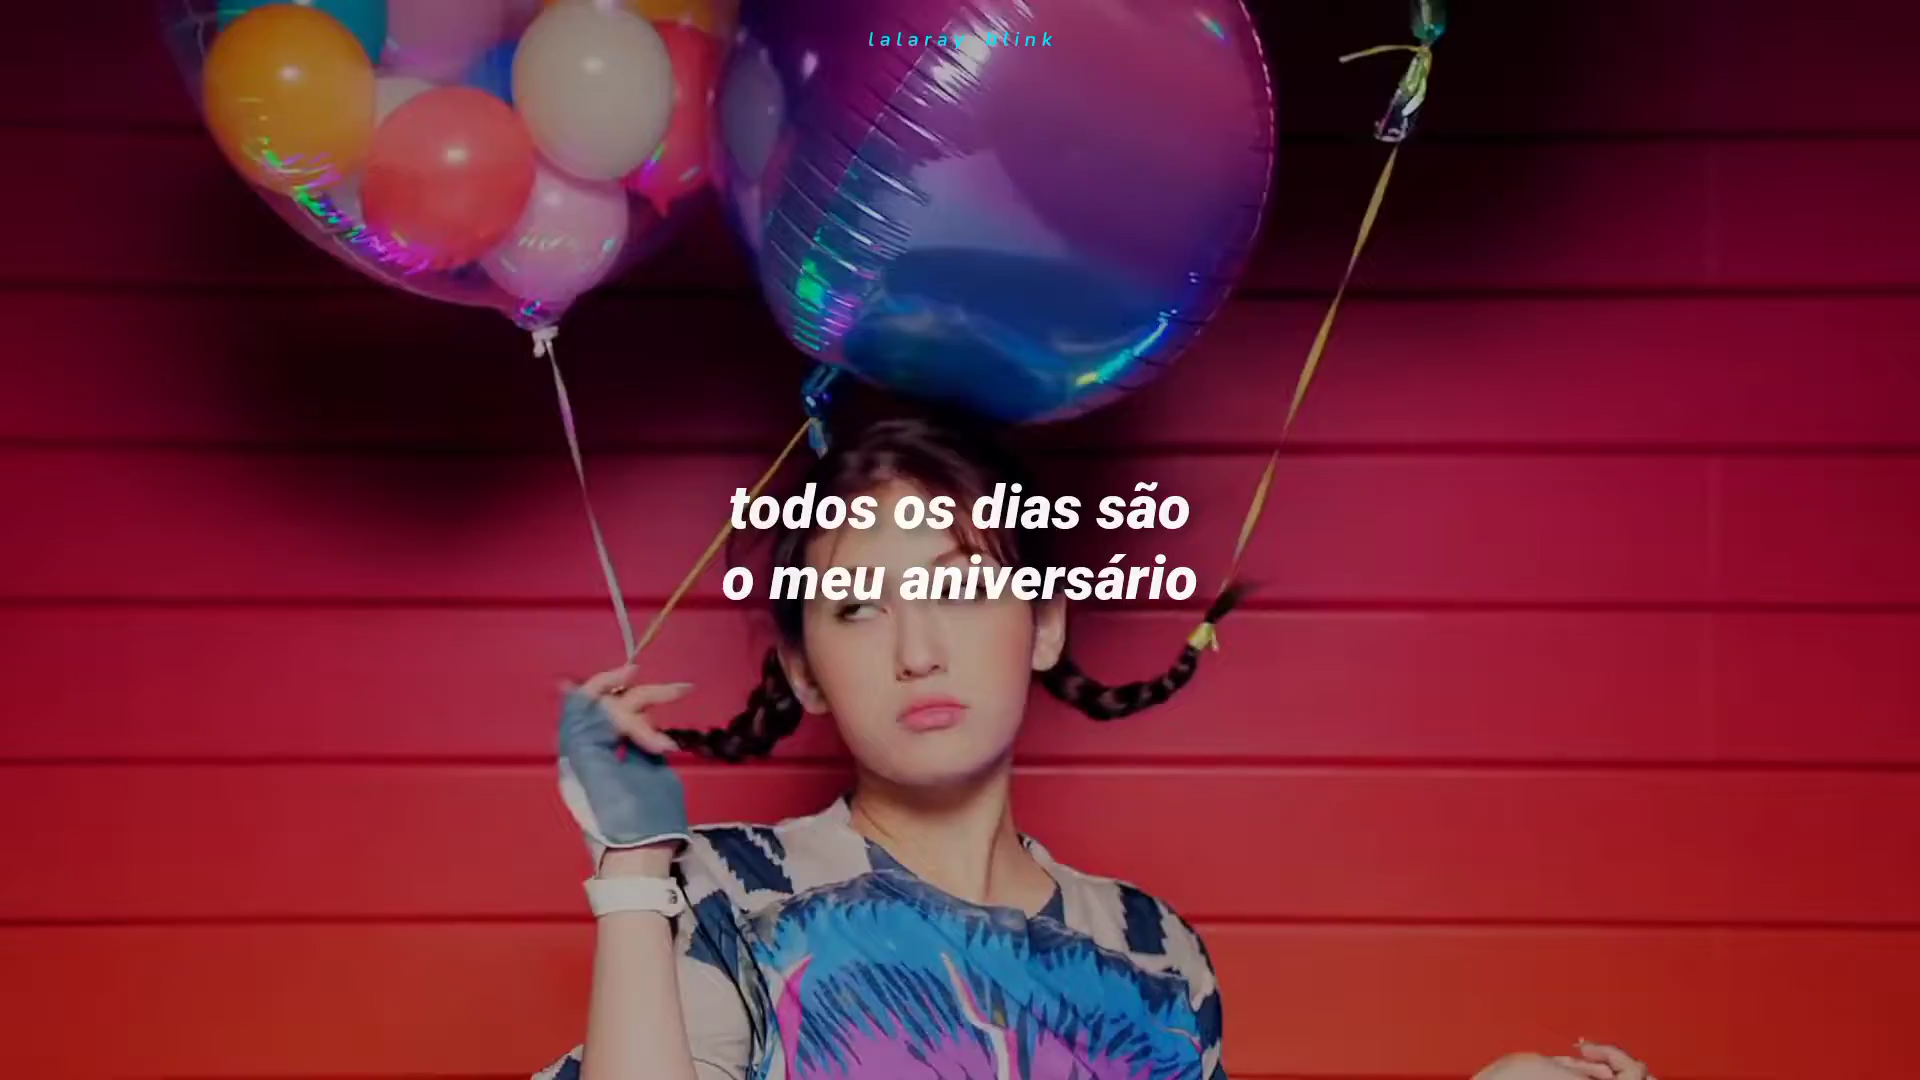 lalaray blink
todos os dias são
o meu aniversário